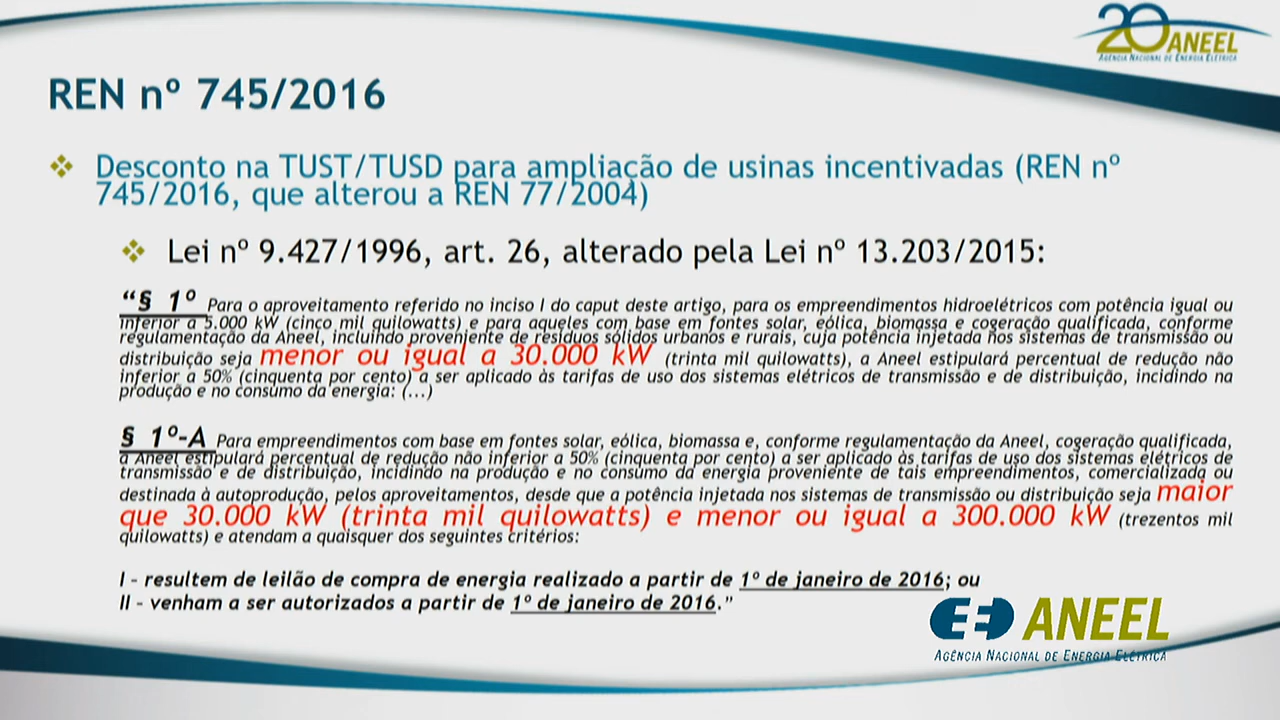 20 ANEEL
AGÊNCIA NACIONAL DE ENERGIA ELÉTRICA
REN nº 745/2016
Desconto na TUST/TUSD para ampliação de usinas incentivadas (REN nº
745/2016, que alterou a REN 77/2004)
Lei nº 9.427/1996, art. 26, alterado pela Lei nº 13.203/2015:
“§ 1º Para o aproveitamento referido no inciso I do caput deste artigo, para os empreendimentos hidroelétricos com potência igual ou
inferior a 5.000 kW (cinco mil quilowatts) e para aqueles com base em fontes solar, eólica, biomassa e cogeração qualificada, conforme
regulamentação da Aneel, incluindo proveniente de resíduos sólidos urbanos e rurais, cuja potência injetada nos sistemas de transmissão ou
distribuição seja menor ou igual a 30.000 kW (trinta mil quilowatts), a Aneel estipulará percentual de redução não
inferior a 50% (cinquenta por cento) a ser aplicado às tarifas de uso dos sistemas elétricos de transmissão e de distribuição, incidindo na
produção e no consumo da energia: (...)
§ 1º-A Para empreendimentos com base em fontes solar, eólica, biomassa e, conforme regulamentação da Aneel, cogeração qualificada,
a Aneel estipulará percentual de redução não inferior a 50% (cinquenta por cento) a ser aplicado às tarifas de uso dos sistemas elétricos de
transmissão e de distribuição, incidindo na produção e no consumo da energia proveniente de tais empreendimentos, comercializada ou
destinada à autoprodução, pelos aproveitamentos, desde que a potência injetada nos sistemas de transmissão ou distribuição seja maior
que 30.000 kW (trinta mil quilowatts) e menor ou igual a 300.000 kW (trezentos mil
quilowatts) e atendam a quaisquer dos seguintes critérios:
I - resultem de leilão de compra de energia realizado a partir de 1º de janeiro de 2016; ou
II - venham a ser autorizados a partir de 1º de janeiro de 2016.”
ANEEL
AGÊNCIA NACIONAL DE ENERGIA ELÉTRICA